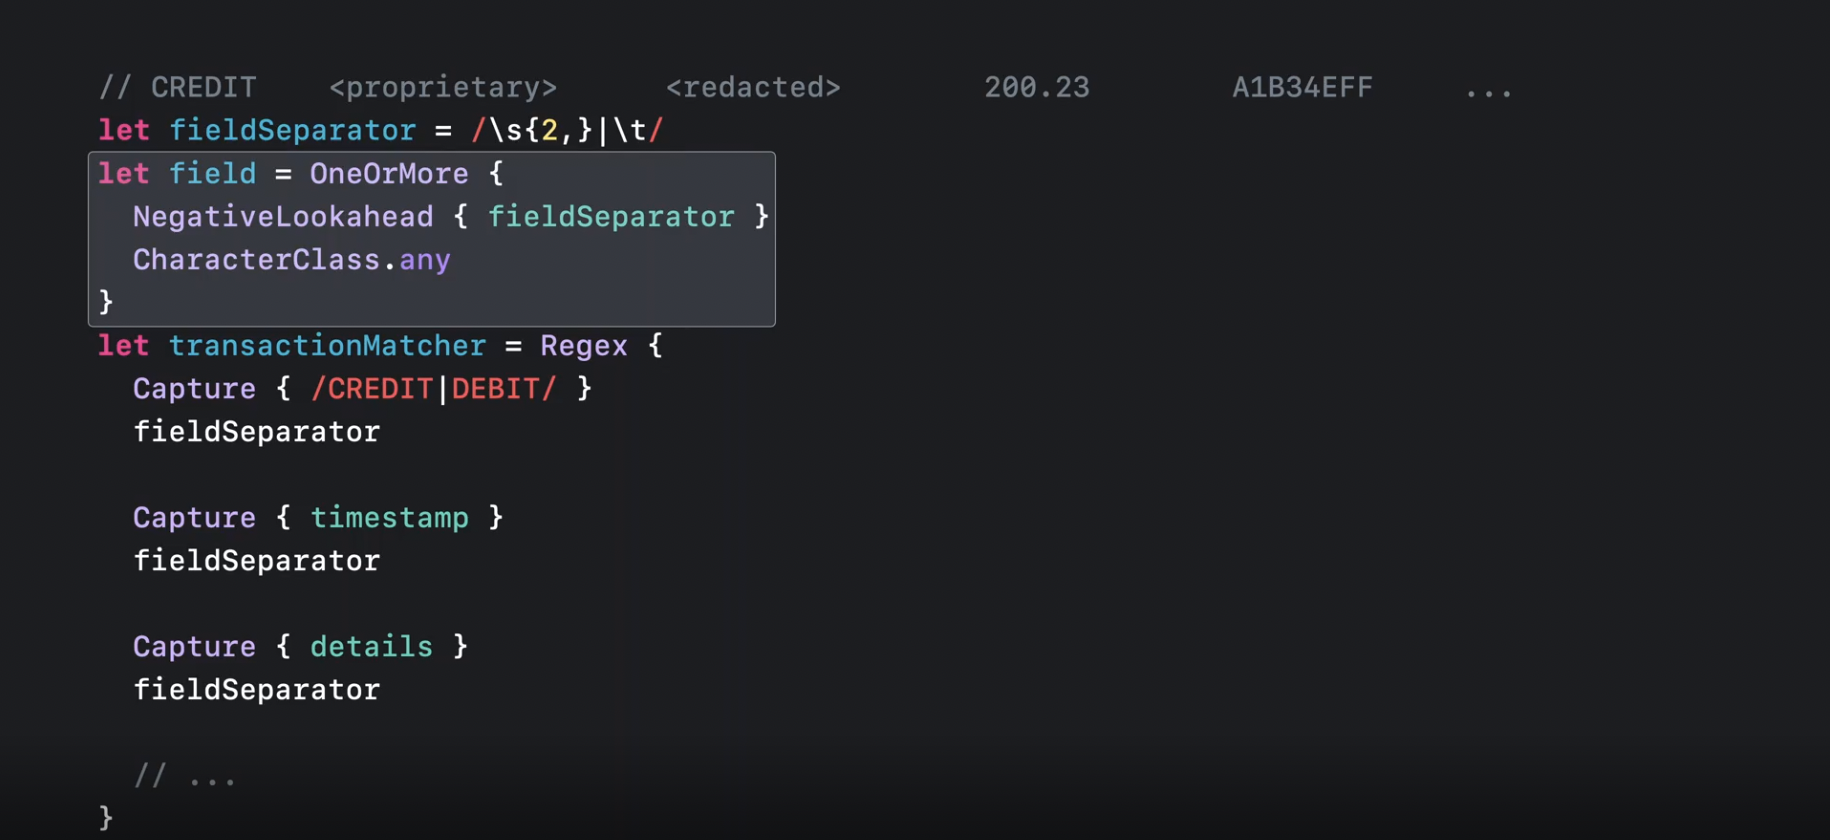 // CREDIT    <proprietary>      <redacted>        200.23        A1B34EFF     ...
let fieldSeparator = /\s{2,}|\t/
let field = OneOrMore {
  NegativeLookahead { fieldSeparator }
  CharacterClass.any
}
let transactionMatcher = Regex {
  Capture { /CREDIT|DEBIT/ }
  fieldSeparator

  Capture { timestamp }
  fieldSeparator

  Capture { details }
  fieldSeparator

  // ...
}